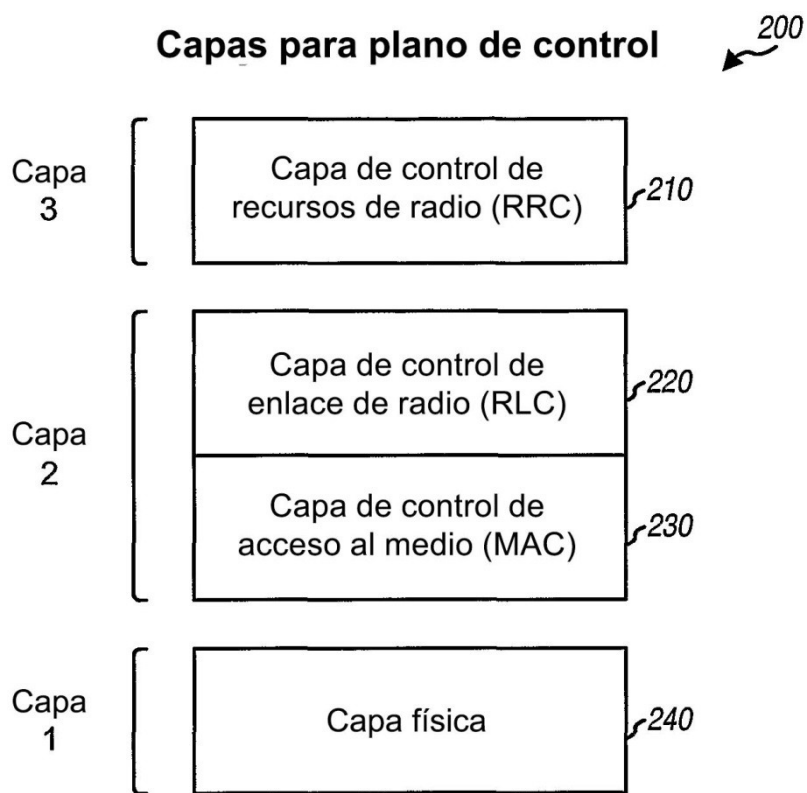 Capas para plano de control
200
Capa
3
Capa de control de
recursos de radio (RRC)
210
Capa
2
Capa de control de
enlace de radio (RLC)
220
Capa de control de
acceso al medio (MAC)
230
Capa
1
Capa física
240